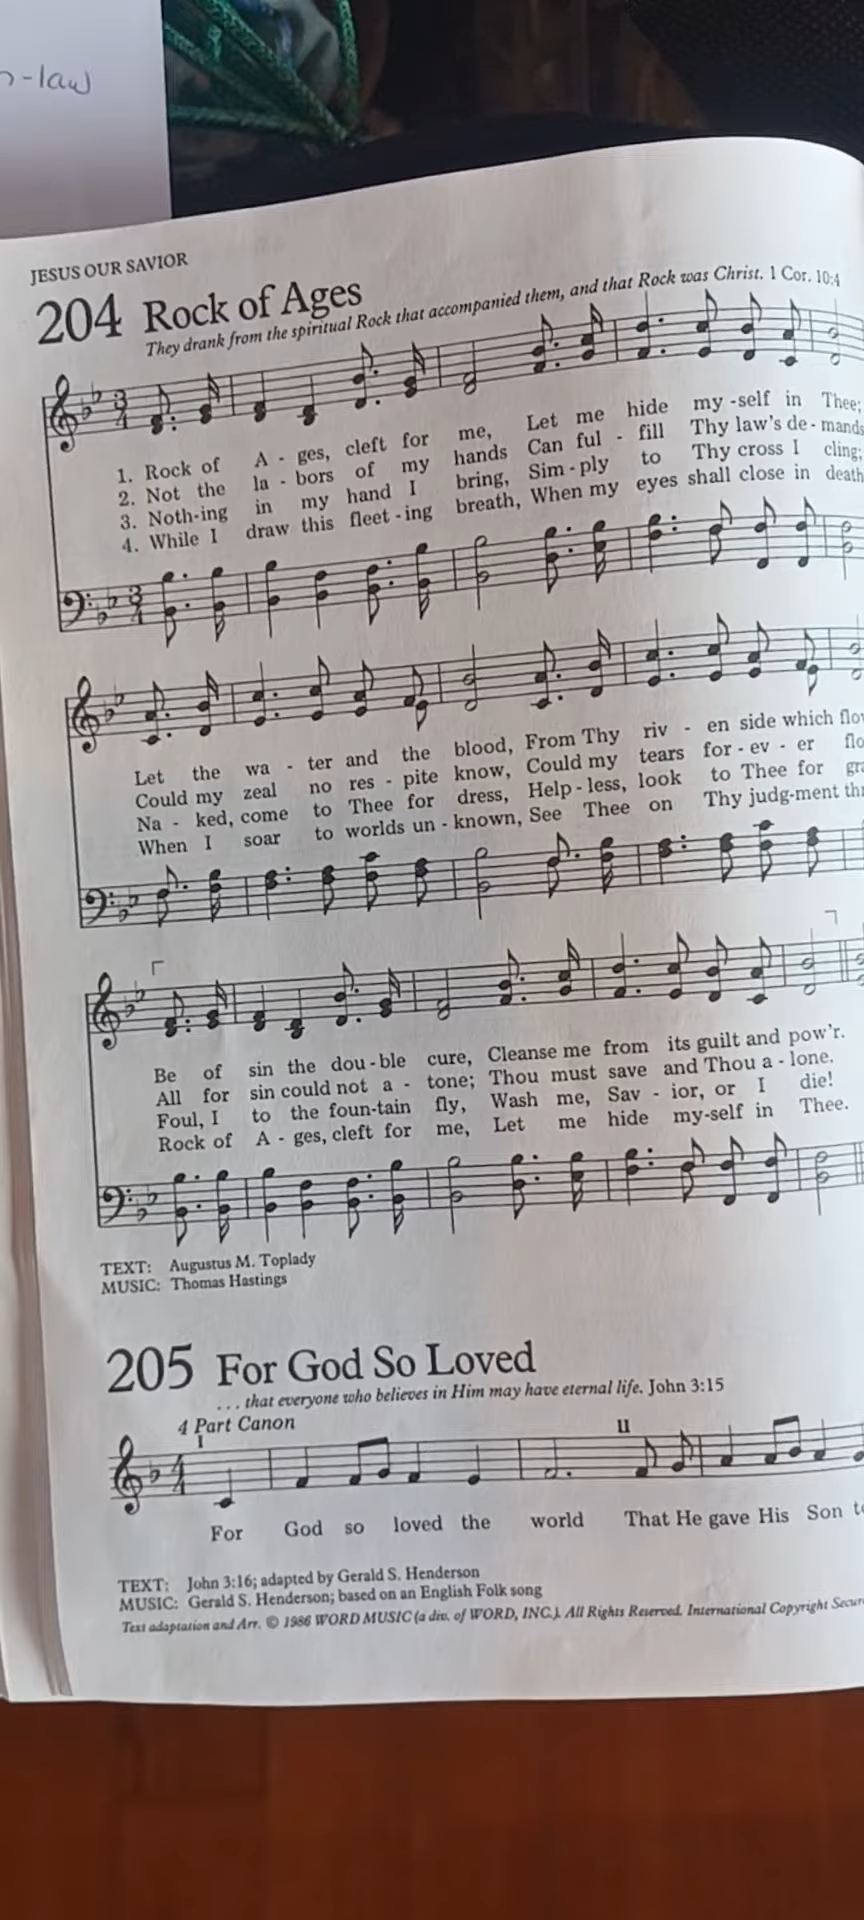 -law
JESUS OUR SAVIOR
204 Rock of Ages
They drank from the spiritual Rock that accompanied them, and that Rock was Christ. 1 Cor. 10:4
1. Rock of A - ges, cleft for me, Let me hide my -self in Thee;
2. Not the la - bors of my hands Can ful - fill Thy law's de - mands
3. Noth-ing in my hand I bring, Sim - ply to Thy cross I cling;
4. While I draw this fleet - ing breath, When my eyes shall close in death
Let the wa - ter and the blood, From Thy riv - en side which
Could my zeal no res - pite know, Could my tears for - ev - er
Na - ked, come to Thee for dress, Help - less, look to Thee for
When I soar to worlds un - known, See Thee on Thy judg-ment
Be of sin the dou - ble cure, Cleanse me from its guilt and pow'r.
All for sin could not a - tone; Thou must save and Thou a - lone.
Foul, I to the foun-tain fly, Wash me, Sav - ior, or I die!
Rock of A - ges, cleft for me, Let me hide my-self in Thee.
TEXT: Augustus M. Toplady
MUSIC: Thomas Hastings
205 For God So Loved
. . . that everyone who believes in Him may have eternal life. John 3:15
4 Part Canon
I II
For God so loved the world That He gave His Son
TEXT: John 3:16; adapted by Gerald S. Henderson
MUSIC: Gerald S. Henderson; based on an English Folk song
Text adaptation and Arr. © 1986 WORD MUSIC (a div. of WORD, INC.). All Rights Reserved. International Copyright